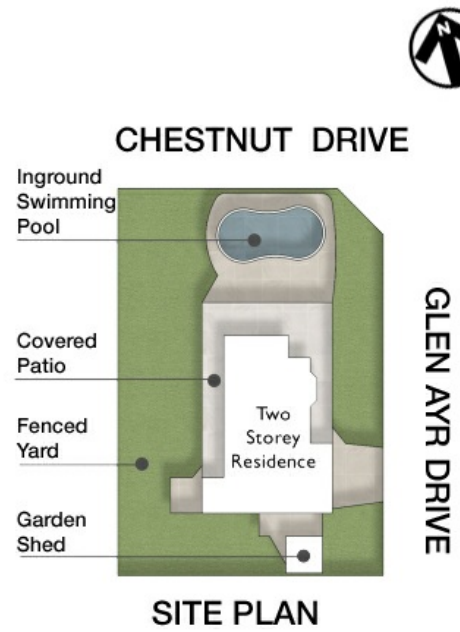 N
CHESTNUT DRIVE
Inground
Swimming
Pool
Covered
Patio
Fenced
Yard
Garden
Shed
Two
Storey
Residence
GLEN AYR DRIVE
SITE PLAN